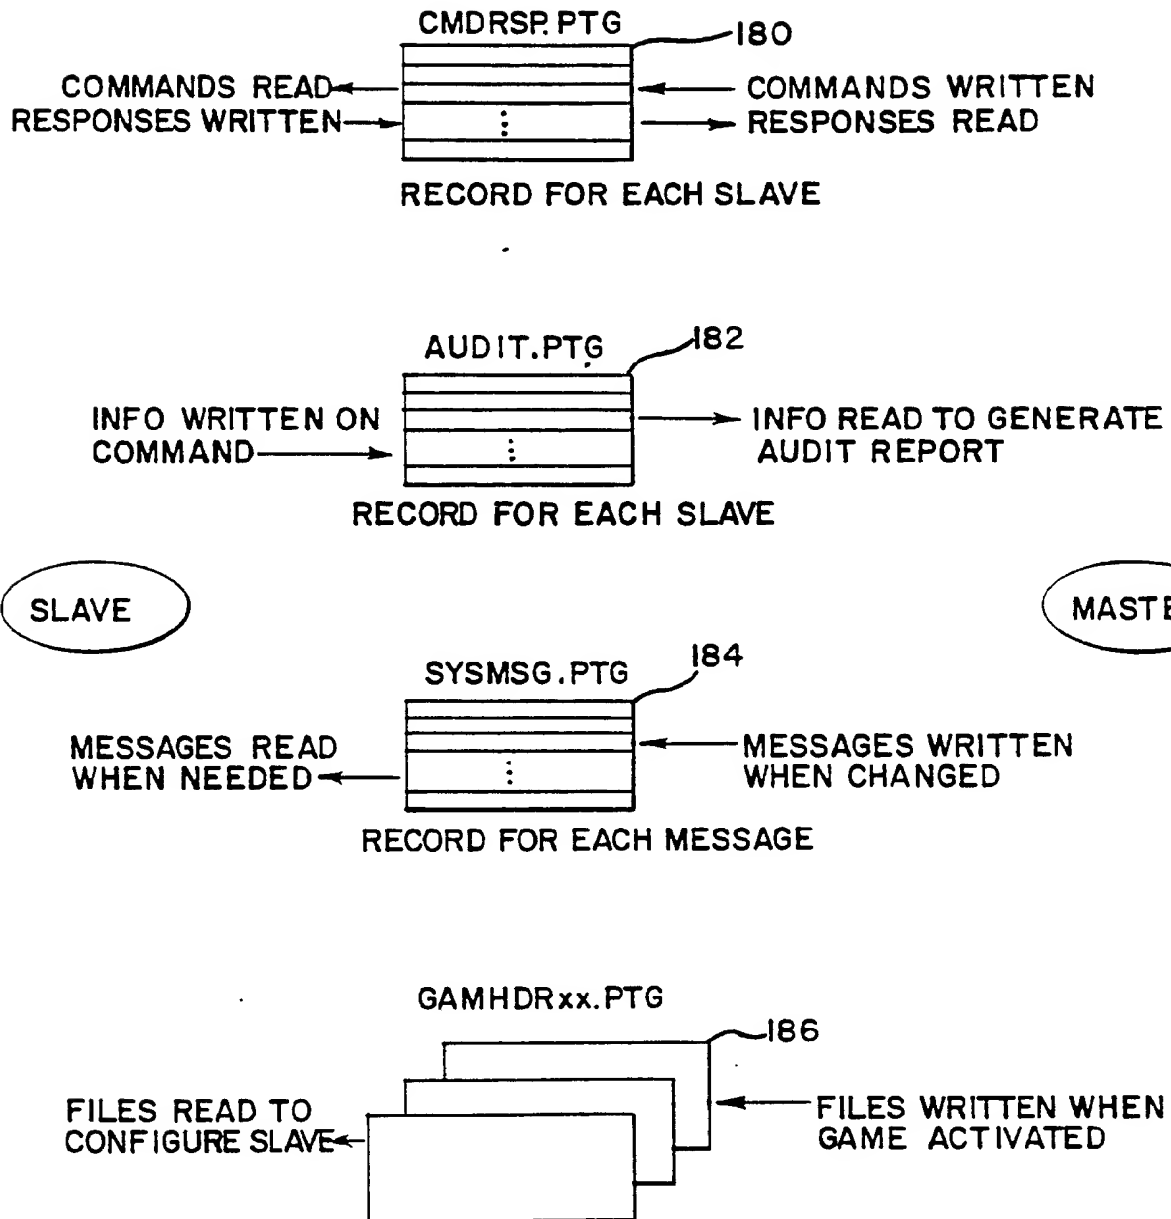 CMDRSP.PTG
180
COMMANDS READ
RESPONSES WRITTEN
COMMANDS WRITTEN
RESPONSES READ
RECORD FOR EACH SLAVE
AUDIT.PTG
182
INFO WRITTEN ON
COMMAND
INFO READ TO GENERATE
AUDIT REPORT
RECORD FOR EACH SLAVE
SLAVE
MASTE
SYSMSG.PTG
184
MESSAGES READ
WHEN NEEDED
MESSAGES WRITTEN
WHEN CHANGED
RECORD FOR EACH MESSAGE
GAMHDRxx.PTG
186
FILES READ TO
CONFIGURE SLAVE
FILES WRITTEN WHEN
GAME ACTIVATED